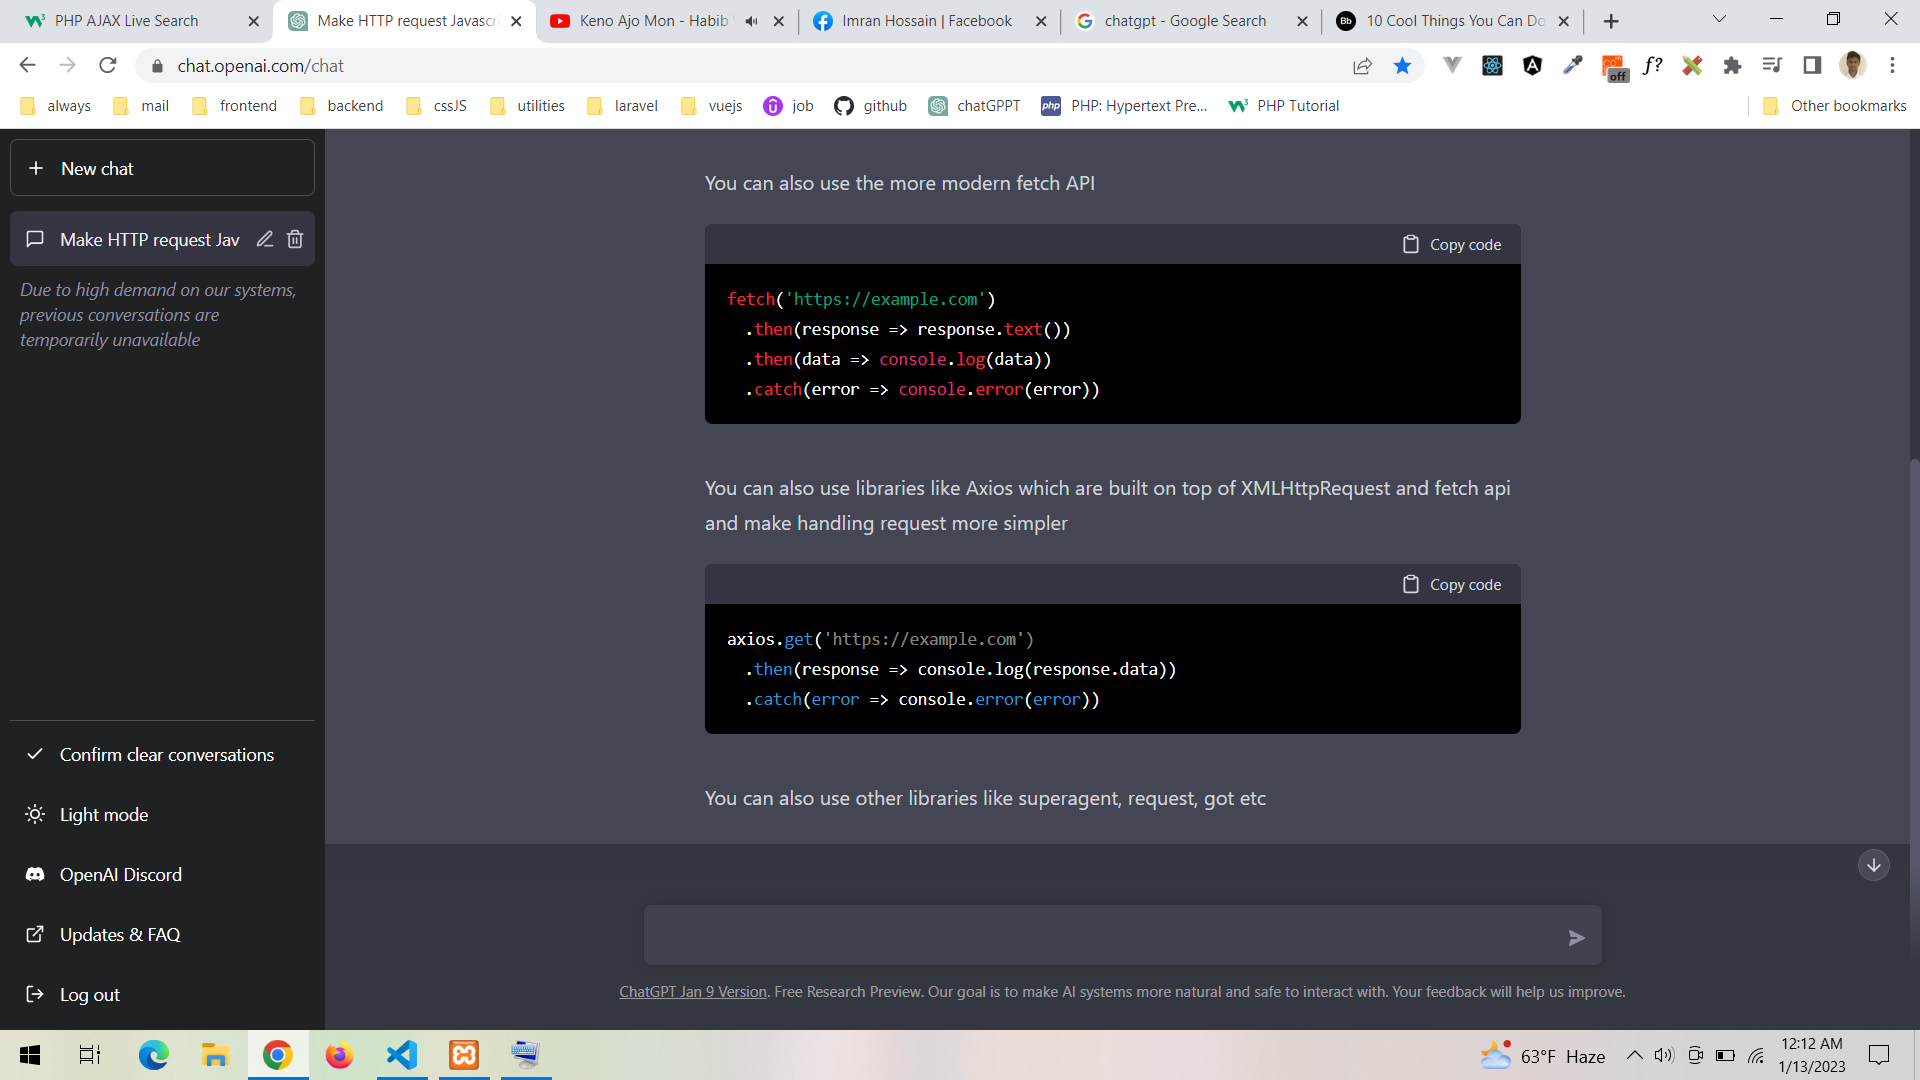 PHP AJAX Live Search
Make HTTP request Javascri
Keno Ajo Mon - Habib
Imran Hossain | Facebook
chatgpt - Google Search
Bb
10 Cool Things You Can Do
chat.openai.com/chat
off
f?
always
mail
frontend
backend
cssJS
utilities
laravel
vuejs
job
github
chatGPPT
php
PHP: Hypertext Pre...
PHP Tutorial
Other bookmarks
New chat
Make HTTP request Jav
Due to high demand on our systems,
previous conversations are
temporarily unavailable
Confirm clear conversations
Light mode
OpenAI Discord
Updates & FAQ
Log out
You can also use the more modern fetch API
Copy code
fetch('https://example.com')
.then(response => response.text())
.then(data => console.log(data))
.catch(error => console.error(error))
You can also use libraries like Axios which are built on top of XMLHttpRequest and fetch api
and make handling request more simpler
Copy code
axios.get('https://example.com')
.then(response => console.log(response.data))
.catch(error => console.error(error))
You can also use other libraries like superagent, request, got etc
ChatGPT Jan 9 Version. Free Research Preview. Our goal is to make AI systems more natural and safe to interact with. Your feedback will help us improve.
63°F Haze
12:12 AM
1/13/2023